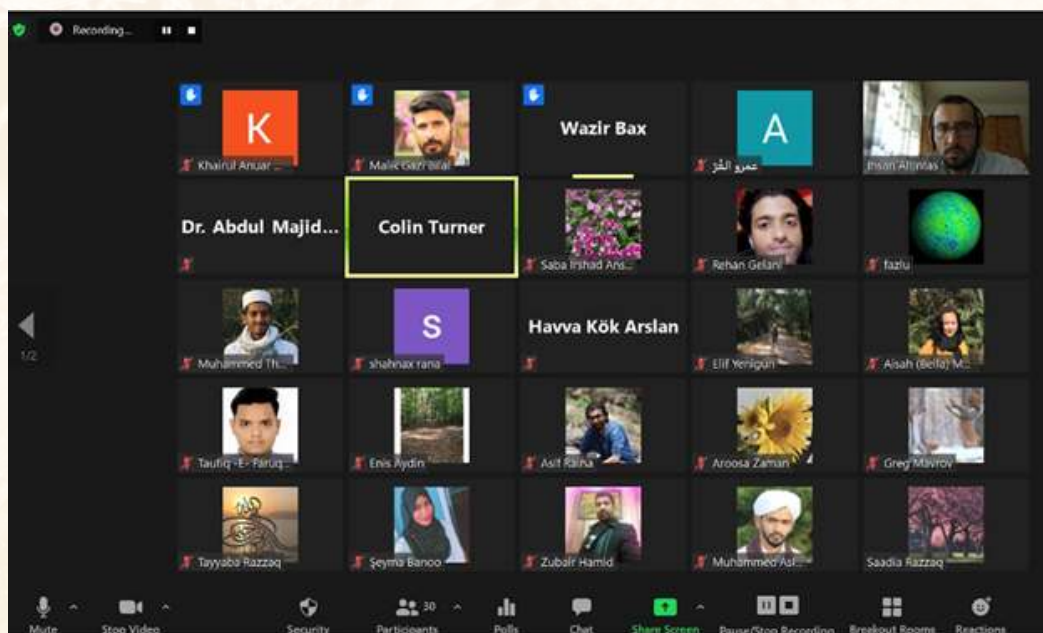 Recording...
K
Khairul Anuar ...
Malik Gazi Bilal
Wazir Bax
A
عمرو الشز
Ihsan Altintas
Dr. Abdul Majid...
Colin Turner
Saba Irshad Ans...
Rehan Gelani
fazlu
Muhammed Th...
S
shahnax rana
Havva Kök Arslan
Elif Yenigun
Aisah (Bella) M...
Taufiq -E- Faruq...
Enis Aydin
Asif Raina
Aroosa Zaman
Greg Mavrov
Tayyaba Razzaq
Şeyma Banoo
Zubair Hamid
Muhammed Asl...
Saadia Razzaq
1/2
Mute
Stop Video
Security
30
Participants
Polls
Chat
Share Screen
Pause/Stop Recording
Breakout Rooms
Reactions